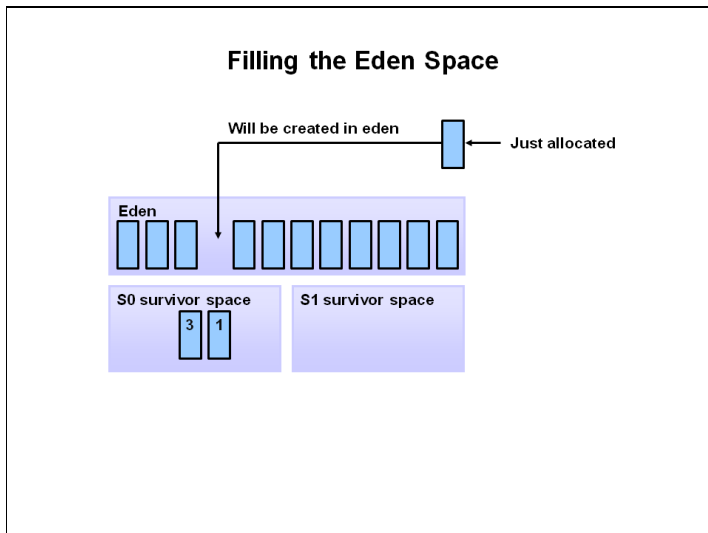 Filling the Eden Space
Will be created in eden
Just allocated
Eden
S0 survivor space
S1 survivor space
3 1